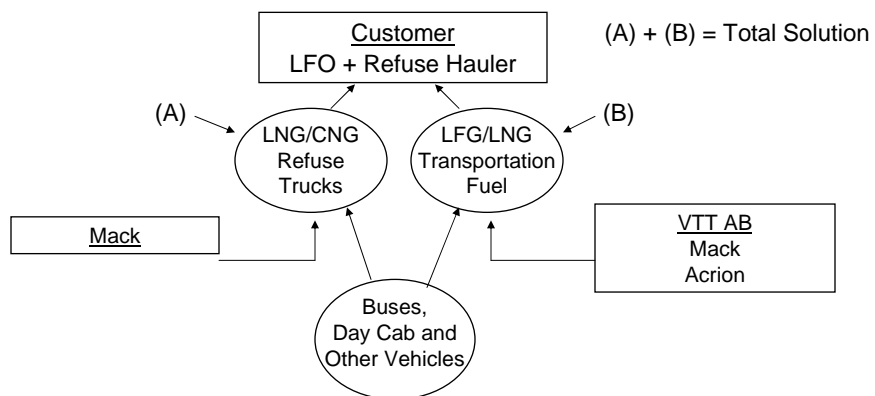 Customer
LFO + Refuse Hauler
(A) + (B) = Total Solution
(A)
LNG/CNG
Refuse
Trucks
LFG/LNG
Transportation
Fuel
(B)
Mack
VTT AB
Mack
Acrion
Buses,
Day Cab and
Other Vehicles